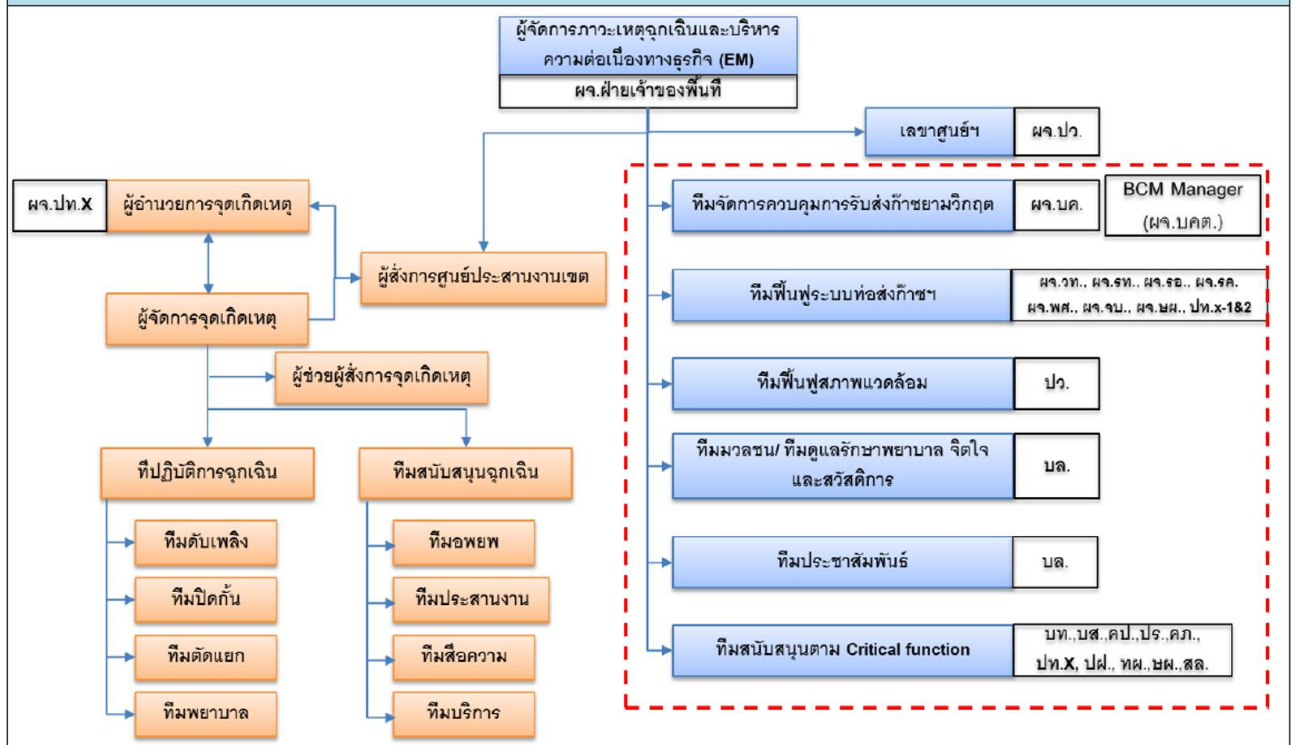 ผู้จัดการภาวะเหตุฉุกเฉินและบริหาร
ความต่อเนื่องทางธุรกิจ (EM)
ผจ.ฝ่ายเจ้าของพื้นที่
เลขาศูนย์ฯ
ผจ.ปว.
ผจ.ปท.X
ผู้อำนวยการจุดเกิดเหตุ
ผู้สั่งการศูนย์ประสานงานเขต
ผู้จัดการจุดเกิดเหตุ
ผู้ช่วยผู้สั่งการจุดเกิดเหตุ
ที่ปฏิบัติการฉุกเฉิน
ทีมดับเพลิง
ทีมปิดกั้น
ทีมตัดแยก
ทีมพยาบาล
ทีมสนับสนุนฉุกเฉิน
ทีมอพยพ
ทีมประสานงาน
ทีมสื่อความ
ทีมบริการ
ทีมจัดการควบคุมการรับส่งก๊าซยามวิกฤต
ผจ.บค.
BCM Manager
(ผจ.บคต.)
ทีมฟื้นฟูระบบท่อส่งก๊าซฯ
ผจ.วท., ผจ.รท., ผจ.รอ., ผจ.รค.
ผจ.พศ., ผจ.จบ., ผจ.ษผ., ปท.x-1&2
ทีมฟื้นฟูสภาพแวดล้อม
ปว.
ทีมมวลชน/ ทีมดูแลรักษาพยาบาล จิตใจ
และสวัสดิการ
บล.
ทีมประชาสัมพันธ์
บล.
ทีมสนับสนุนตาม Critical function
บท.,บส.,คป.,ปร.,คภ.,
ปท.X, ปฝ., ทผ.,ษผ.,สล.